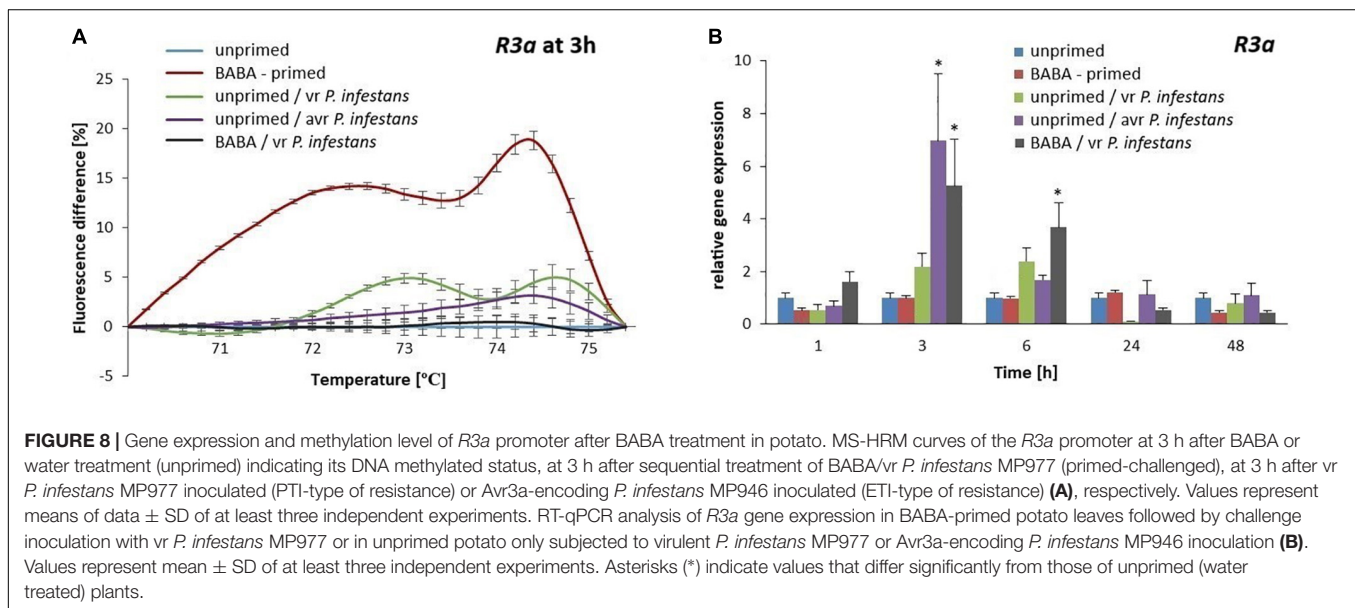 A
R3a at 3h
unprimed
BABA - primed
unprimed / vr P. infestans
unprimed / avr P. infestans
BABA / vr P. infestans
Fluorescence difference [%]
25
20
15
10
5
0
-5
71
72
73
74
75
Temperature [ºC]
B
R3a
unprimed
BABA - primed
unprimed / vr P. infestans
unprimed / avr P. infestans
BABA / vr P. infestans
relative gene expression
10
8
6
4
2
0
*
*
*
1
3
6
24
48
Time [h]
FIGURE 8 | Gene expression and methylation level of R3a promoter after BABA treatment in potato. MS-HRM curves of the R3a promoter at 3 h after BABA or
water treatment (unprimed) indicating its DNA methylated status, at 3 h after sequential treatment of BABA/vr P. infestans MP977 (primed-challenged), at 3 h after vr
P. infestans MP977 inoculated (PTI-type of resistance) or Avr3a-encoding P. infestans MP946 inoculated (ETI-type of resistance) (A), respectively. Values represent
means of data ± SD of at least three independent experiments. RT-qPCR analysis of R3a gene expression in BABA-primed potato leaves followed by challenge
inoculation with vr P. infestans MP977 or in unprimed potato only subjected to virulent P. infestans MP977 or Avr3a-encoding P. infestans MP946 inoculation (B).
Values represent mean ± SD of at least three independent experiments. Asterisks (*) indicate values that differ significantly from those of unprimed (water
treated) plants.